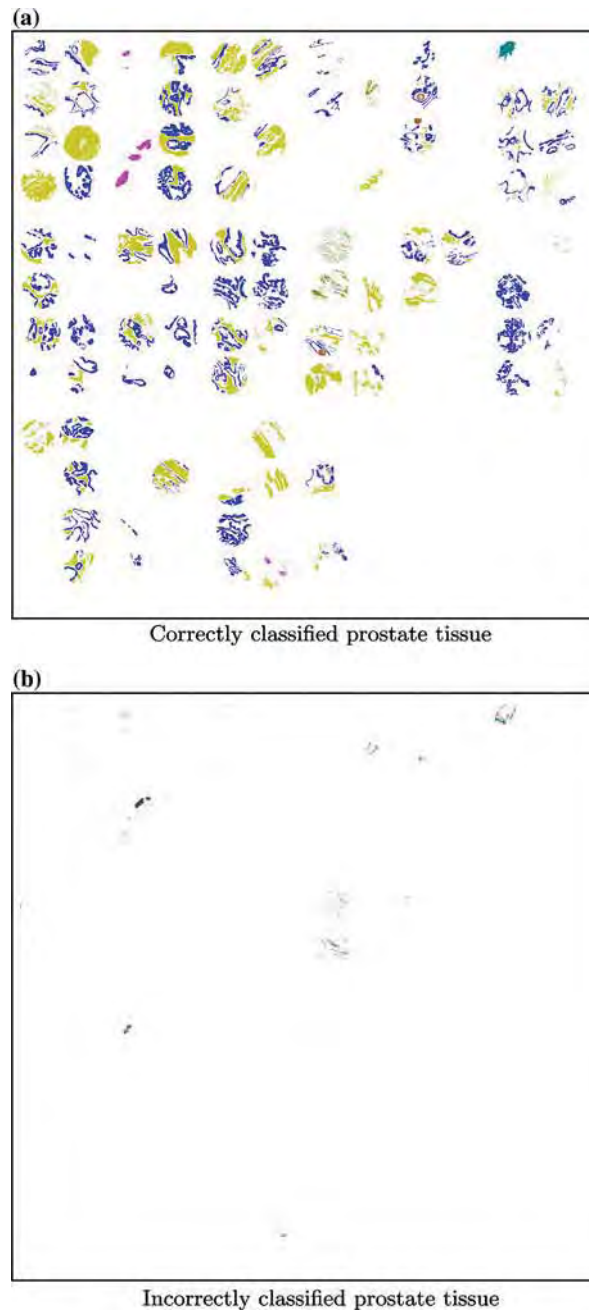 (a)
Correctly classified prostate tissue
(b)
Incorrectly classified prostate tissue